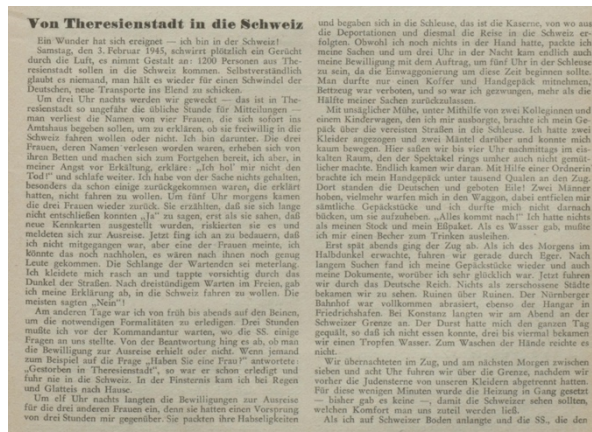 Von Theresienstadt in die Schweiz
Ein Wunder hat sich ereignet — ich bin in der Schweiz!
Samstag, den 3. Februar 1945, schwirrt plötzlich ein Gerücht
durch die Luft, es nimmt Gestalt an: 1200 Personen aus The-
resienstadt sollen in die Schweiz kommen. Selbstverständlich
glaubt es niemand, man hält es wieder für einen Schwindel der
Deutschen, neue Transporte ins Elend zu schicken.
Um drei Uhr nachts werden wir geweckt — das ist in The-
resienstadt so ungefähr die übliche Stunde für Mitteilungen —
man verliest die Namen von vier Frauen, die sich sofort ins
Amtshaus begeben sollen, um zu erklären, ob sie freiwillig in die
Schweiz fahren wollen oder nicht. Ich bin darunter. Die drei
Frauen, deren Namen verlesen worden waren, erheben sich von
ihren Betten und machen sich zum Fortgehen bereit, ich aber, in
meiner Angst vor Erkältung, erkläre: „Ich hol' mir nicht den
Tod!" und schlafe weiter. Ich habe von der Sache nichts gehalten,
besonders da schon einige zurückgekommen waren, die erklärt
hatten, nicht fahren zu wollen. Um fünf Uhr morgens kamen
die drei Frauen wieder zurück. Sie erzählten, daß sie sich lange
nicht entschließen konnten „Ja" zu sagen, erst als sie sahen, daß
neue Kennkarten ausgestellt wurden, riskierten sie es und
meldeten sich zur Ausreise. Jetzt fing ich an zu bedauern, daß
ich nicht mitgegangen war, aber eine der Frauen meinte, ich
könnte das noch nachholen, es wären nach ihnen noch genug
Leute gekommen. Die Schlange der Wartenden sei meterlang.
Ich kleidete mich rasch an und tappte vorsichtig durch das
Dunkel der Straßen. Nach dreistündigem Warten im Freien, gab
ich meine Erklärung ab, in die Schweiz fahren zu wollen. Die
meisten sagten „Nein"!
Am anderen Tage war ich von früh bis abends auf den Beinen,
um die notwendigen Formalitäten zu erledigen. Drei Stunden
mußte ich vor der Kommandantur warten, wo die SS. einige
Fragen an uns stellte. Von der Beantwortung hing es ab, ob man
die Bewilligung zur Ausreise erhielt oder nicht. Wenn jemand
zum Beispiel auf die Frage „Haben Sie eine Frau?" antwortete:
„Gestorben in Theresienstadt", so war er schon erledigt und
fuhr nie in die Schweiz. In der Finsternis kam ich bei Regen
und Glatteis nach Hause.
Um elf Uhr nachts langten die Bewilligungen zur Ausreise
für die drei anderen Frauen ein, denn sie hatten einen Vorsprung
von drei Stunden mir gegenüber. Sie packten ihre Habseligkeiten
und begaben sich in die Schleuse, das ist die Kaserne, von wo aus
die Deportationen und diesmal die Reise in die Schweiz er-
folgten. Obwohl ich noch nichts in der Hand hatte, packte ich
meine Sachen und um drei Uhr in der Nacht kam endlich auch
meine Bewilligung mit dem Auftrag, um fünf Uhr in der Schleuse
zu sein, da die Einwaggonierung um diese Zeit beginnen sollte.
Man durfte nur einen Koffer und Handgepäck mitnehmen,
Bettzeug war verboten, und so war ich gezwungen, mehr als die
Hälfte meiner Sachen zurückzulassen.
Mit unsäglicher Mühe, unter Mithilfe von zwei Kolleginnen und
einem Kinderwagen, den ich mir ausborgte, brachte ich mein Ge-
päck über die vereisten Straßen in die Schleuse. Ich hatte zwei
Kleider angezogen und zwei Mäntel darüber und konnte mich
kaum bewegen. Hier saßen wir bis vier Uhr nachmittags im eis-
kalten Raum, den der Spektakel rings umher auch nicht gemüt-
licher machte. Endlich kamen wir daran. Mit Hilfe einer Ordnerin
brachte ich mein Handgepäck unter tausend Qualen an den Zug.
Dort standen die Deutschen und geboten Eile! Zwei Männer
hoben, vielmehr warfen mich in den Waggon, dabei entfielen mir
sämtliche Gepäckstücke und ich durfte mich nicht darnach
bücken, um sie aufzuheben. „Alles kommt nach!" Ich hatte nichts
als meinen Stock und mein Eßpaket. Als es Wasser gab, mußte
ich mir einen Becher zum Trinken ausleihen.
Erst spät abends ging der Zug ab. Als ich des Morgens im
Halbdunkel erwachte, fuhren wir gerade durch Eger. Nach
langem Suchen fand ich meine Gepäckstücke wieder und auch
meine Dokumente, worüber ich sehr glücklich war. Jetzt fuhren
wir durch das Deutsche Reich. Nichts als zerschossene Städte
bekamen wir zu sehen. Ruinen über Ruinen. Der Nürnberger
Bahnhof war vollkommen abrasiert, ebenso der Hangar in
Friedrichshafen. Bei Konstanz langten wir am Abend an der
Schweizer Grenze an. Der Durst hatte mich den ganzen Tag
gequält, so daß ich nicht essen konnte, drei bis viermal bekamen
wir einen Tropfen Wasser. Zum Waschen der Hände reichte es
nicht.
Wir übernachteten im Zug, und am nächsten Morgen zwischen
sieben und acht Uhr fuhren wir über die Grenze, nachdem wir
vorher die Judensterne von unseren Kleidern abgetrennt hatten.
Für diese wenigen Minuten wurde die Heizung in Gang gesetzt
— bisher gab es keine —, damit die Schweizer sehen sollten,
welchen Komfort man uns zuteil werden ließ.
Als ich auf Schweizer Boden anlangte und die SS., die den